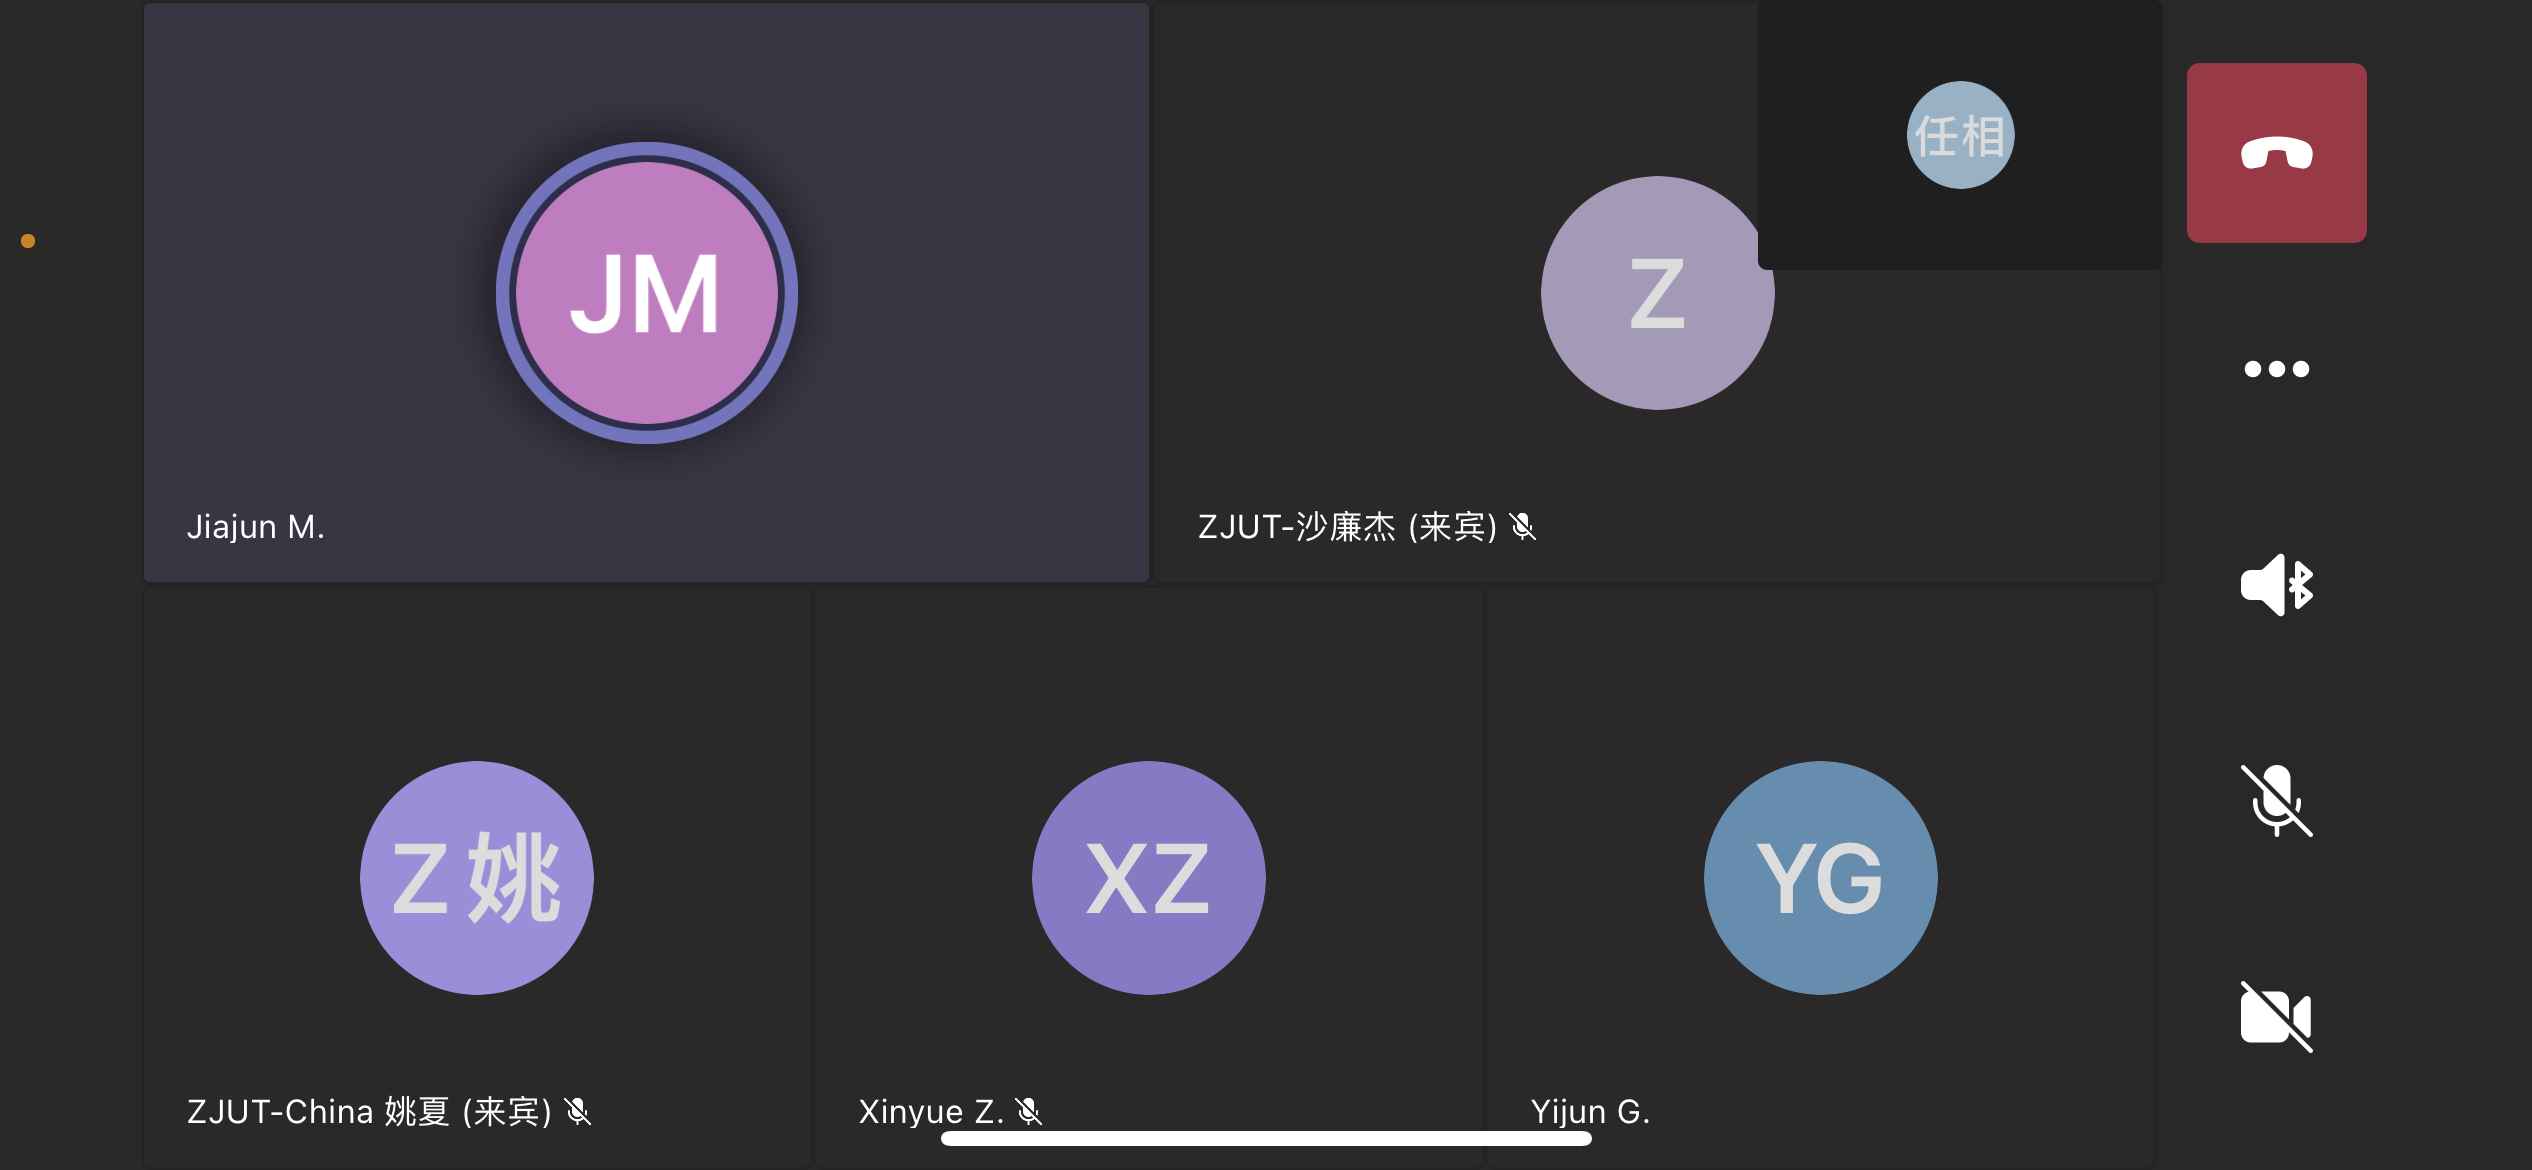 JM
Jiajun M.
Z
任相
ZJUT-沙廉杰 (来宾)
Z 姚
ZJUT-China 姚夏 (来宾)
XZ
Xinyue Z.
YG
Yijun G.